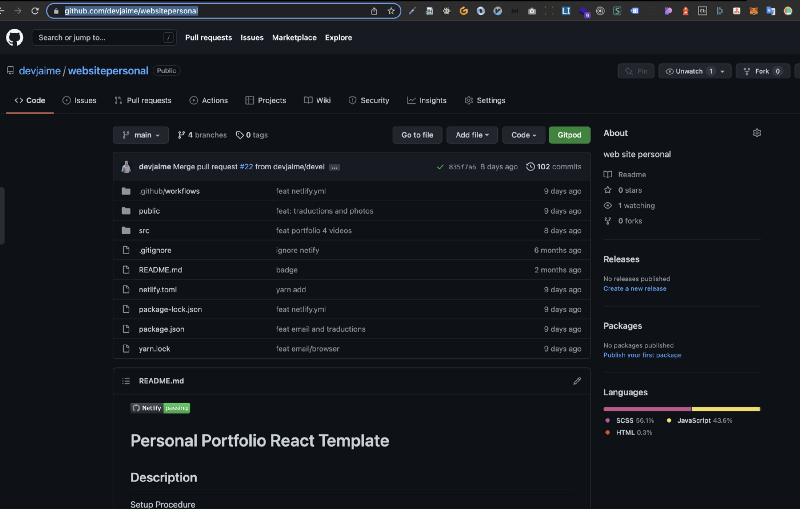 github.com/devjaime/websitepersonal
Search or jump to... /
Pull requests Issues Marketplace Explore
devjaime / websitepersonal Public
Pin Unwatch 1 Fork 0
Code Issues Pull requests Actions Projects Wiki Security Insights Settings
main 4 branches 0 tags Go to file Add file Code Gitpod
devjaime Merge pull request #22 from devjaime/devel ... 8 days ago 102 commits
.github/workflows feat netlify.yml 9 days ago
public feat: traductions and photos 9 days ago
src feat portfolio 4 videos 8 days ago
.gitignore ignore netify 6 months ago
README.md badge 2 months ago
netlify.toml yarn add 9 days ago
package-lock.json feat netlify.yml 9 days ago
package.json feat email and traductions 9 days ago
yarn.lock feat email/browser 9 days ago
README.md
Netlify passing
Personal Portfolio React Template
Description
Setup Procedure
About
web site personal
Readme
0 stars
1 watching
0 forks
Releases
No releases published
Create a new release
Packages
No packages published
Publish your first package
Languages
SCSS 56.1% JavaScript 43.6%
HTML 0.3%